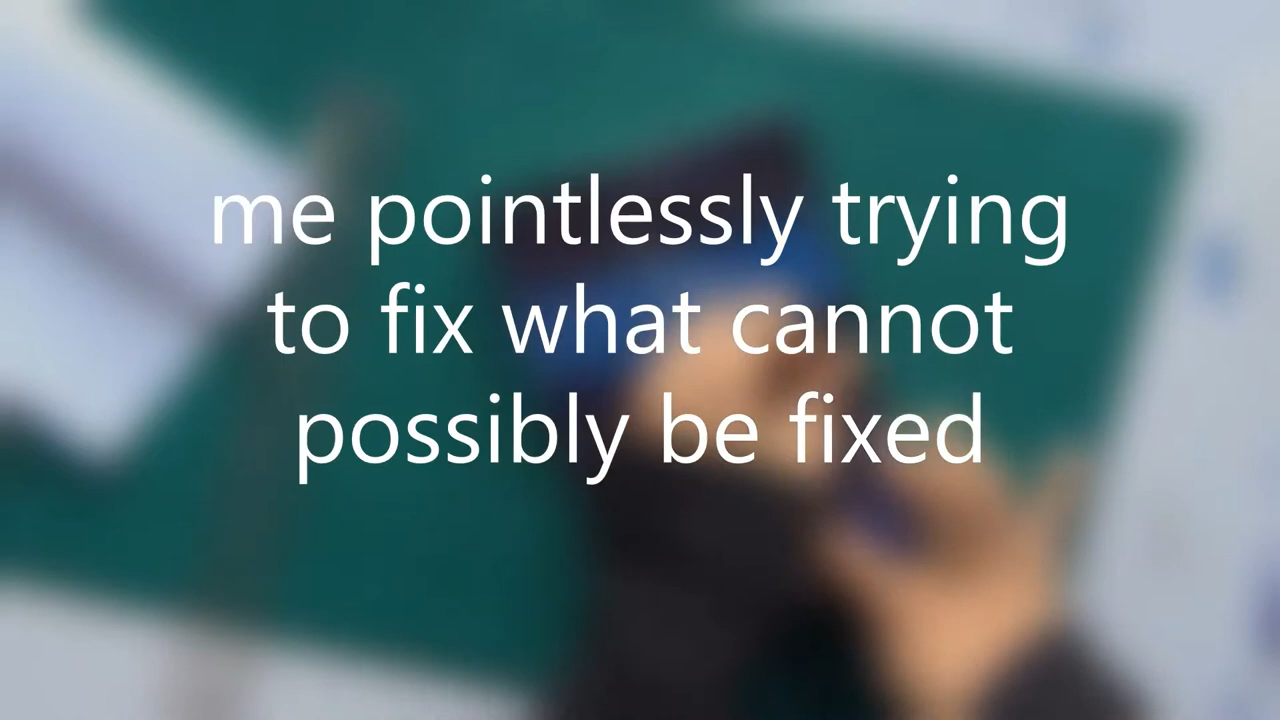 me pointlessly trying
to fix what cannot
possibly be fixed